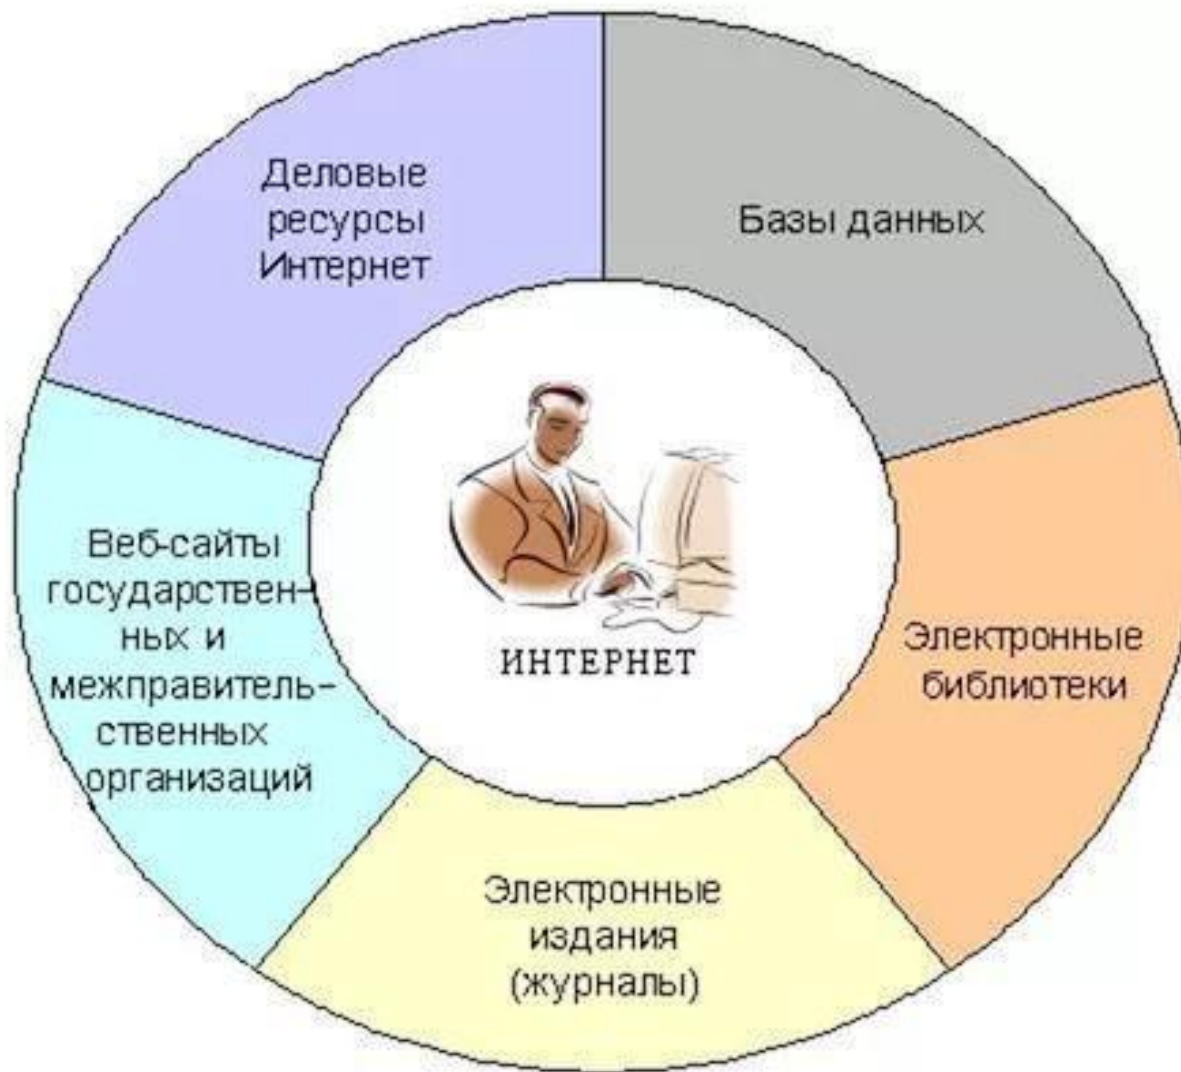 Деловые
ресурсы
Интернет
Базы данных
Веб-сайты
государствен-
ных и
межправитель-
ственных
организаций
ИНТЕРНЕТ
Электронные
библиотеки
Электронные
издания
(журналы)